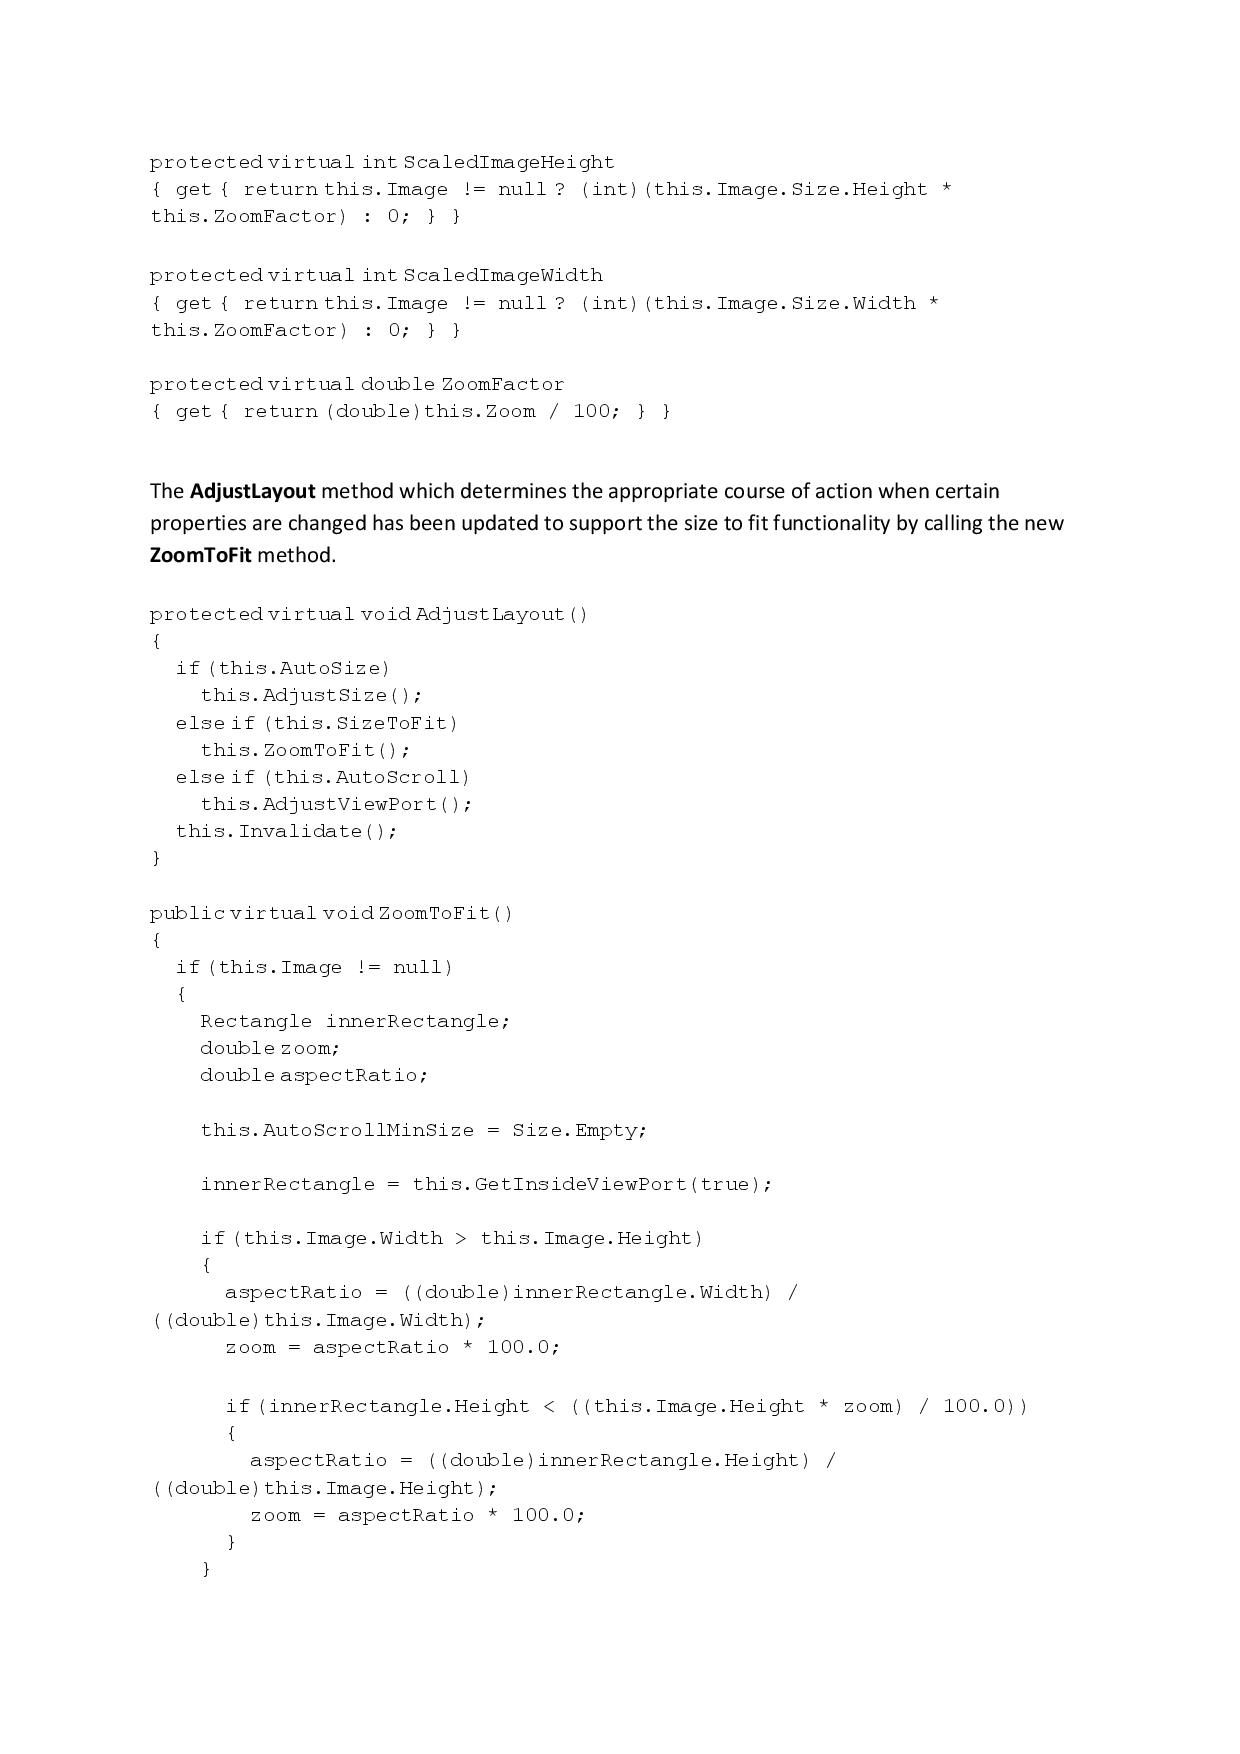 protected virtual int ScaledImageHeight
{ get { return this.Image != null ? (int)(this.Image.Size.Height *
this.ZoomFactor) : 0; } }
protected virtual int ScaledImageWidth
{ get { return this.Image != null ? (int)(this.Image.Size.Width *
this.ZoomFactor) : 0; } }
protected virtual double ZoomFactor
{ get { return (double)this.Zoom / 100; } }
The AdjustLayout method which determines the appropriate course of action when certain
properties are changed has been updated to support the size to fit functionality by calling the new
ZoomToFit method.
protected virtual void AdjustLayout()
{
if (this.AutoSize)
this.AdjustSize();
else if (this.SizeToFit)
this.ZoomToFit();
else if (this.AutoScroll)
this.AdjustViewPort();
this.Invalidate();
}
public virtual void ZoomToFit()
{
if (this.Image != null)
{
Rectangle innerRectangle;
double zoom;
double aspectRatio;
this.AutoScrollMinSize = Size.Empty;
innerRectangle = this.GetInsideViewPort(true);
if (this.Image.Width > this.Image.Height)
{
aspectRatio = ((double)innerRectangle.Width) /
((double)this.Image.Width);
zoom = aspectRatio * 100.0;
if (innerRectangle.Height < ((this.Image.Height * zoom) / 100.0))
{
aspectRatio = ((double)innerRectangle.Height) /
((double)this.Image.Height);
zoom = aspectRatio * 100.0;
}
}